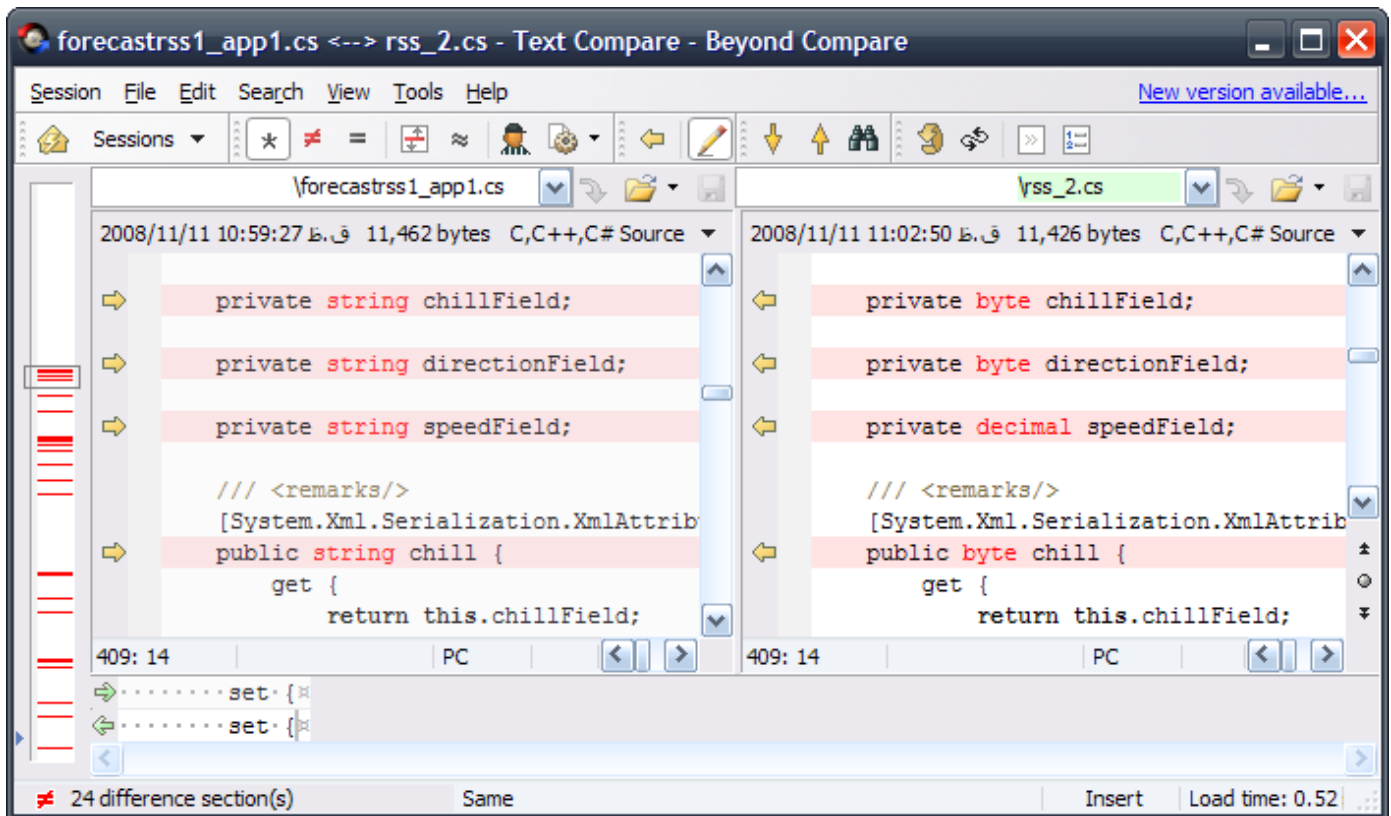 forecastrss1_app1.cs <--> rss_2.cs - Text Compare - Beyond Compare
Session File Edit Search View Tools Help New version available...
Sessions
\forecastrss1_app1.cs
\rss_2.cs
2008/11/11 10:59:27 ق.ظ 11,462 bytes C,C++,C# Source
2008/11/11 11:02:50 ق.ظ 11,426 bytes C,C++,C# Source
private string chillField;
private string directionField;
private string speedField;
/// <remarks/>
[System.Xml.Serialization.XmlAttrib
public string chill {
get {
return this.chillField;
private byte chillField;
private byte directionField;
private decimal speedField;
/// <remarks/>
[System.Xml.Serialization.XmlAttrib
public byte chill {
get {
return this.chillField;
409: 14 PC
409: 14 PC
········set·{¤
········set·{¤
24 difference section(s) Same Insert Load time: 0.52